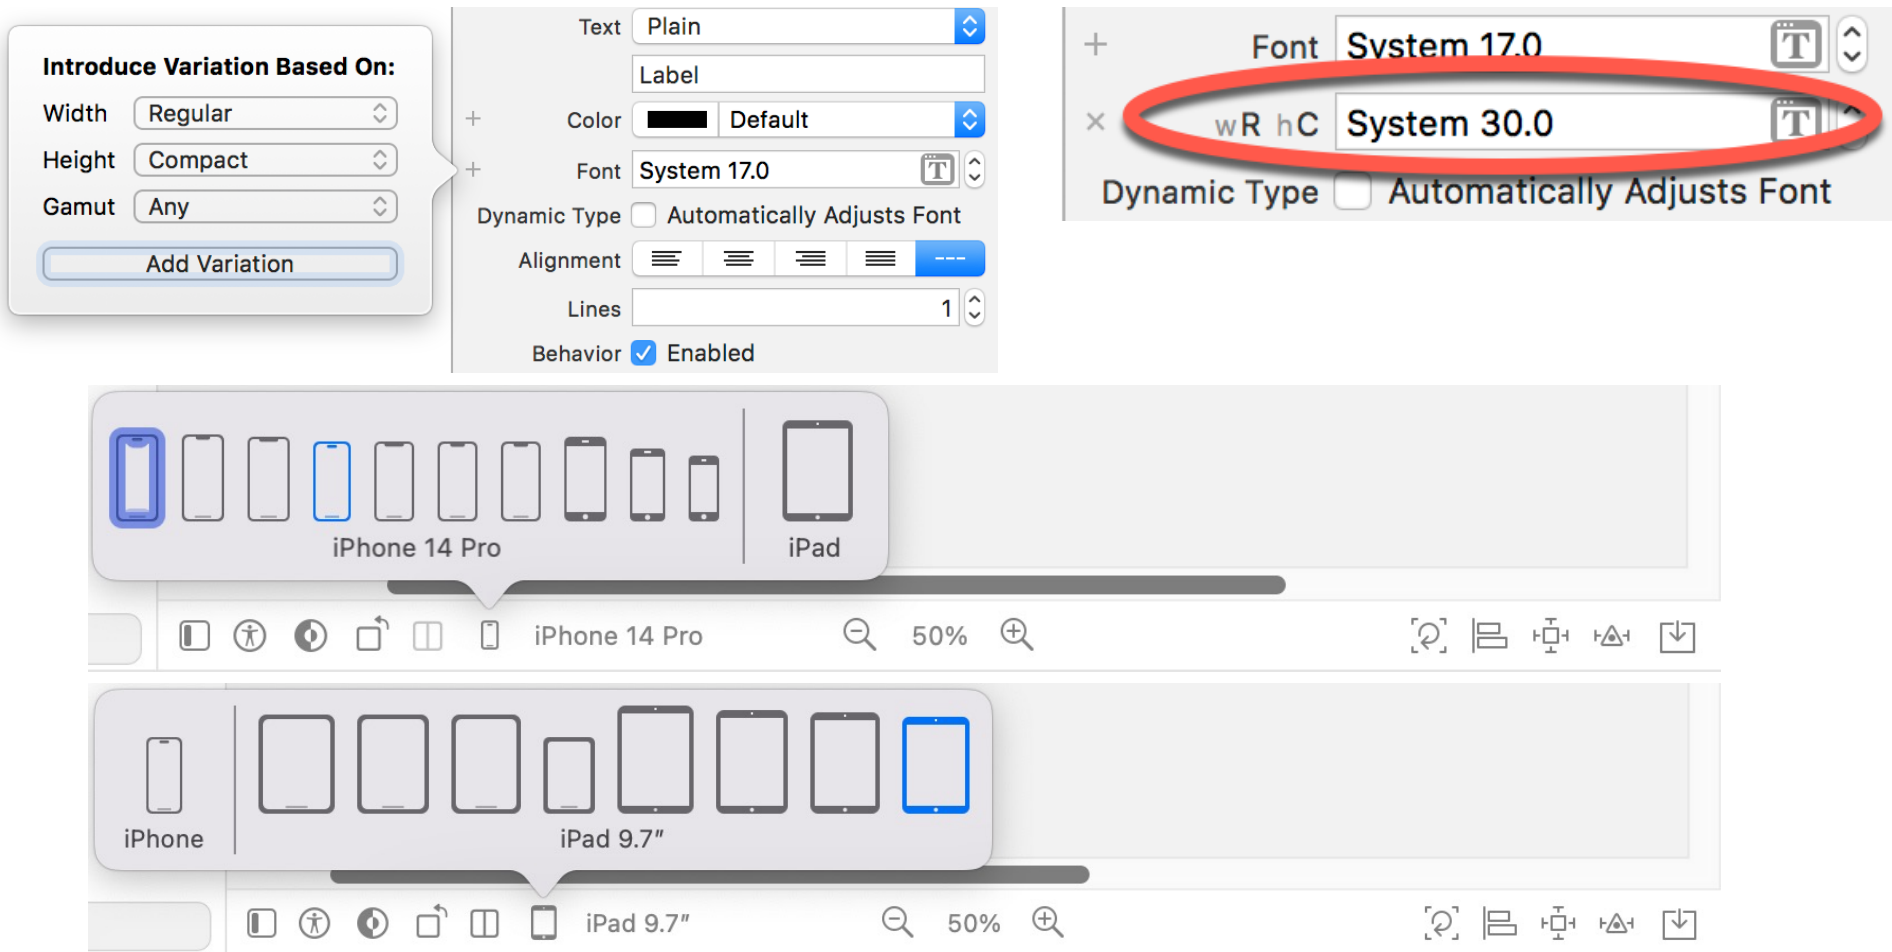 Introduce Variation Based On:
Width Regular
Height Compact
Gamut Any
Add Variation
Text Plain
Label
+ Color Default
+ Font System 17.0 T
Dynamic Type Automatically Adjusts Font
Alignment ---
Lines 1
Behavior Enabled
+ Font System 17.0 T
× wR hC System 30.0 T
Dynamic Type Automatically Adjusts Font
iPhone 14 Pro iPad
iPhone 14 Pro 50%
iPhone iPad 9.7″
iPad 9.7″ 50%